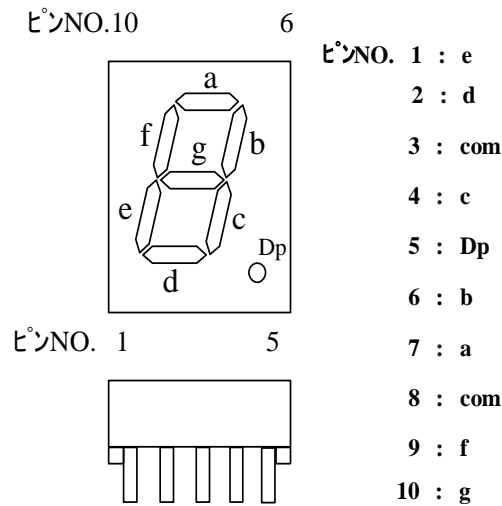 ピンNO.10 6
a
f
b
g
e
c
Dp
d
ピンNO. 1 5
ピンNO. 1 : e
2 : d
3 : com
4 : c
5 : Dp
6 : b
7 : a
8 : com
9 : f
10 : g